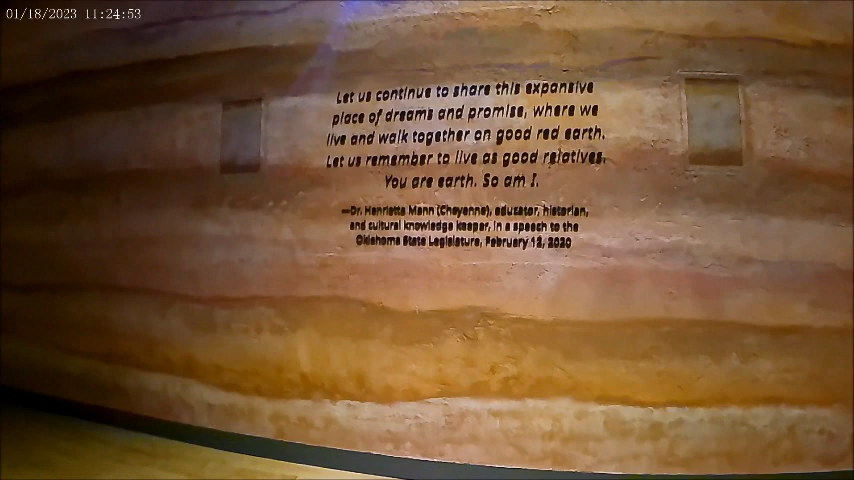 01/18/2023 11:24:53
Let us continue to share this expansive
place of dreams and promise, where we
live and walk together on good red earth.
Let us remember to live as good relatives.
You are earth. So am I.
—Dr. Henrietta Mann (Cheyenne), educator, historian,
and cultural knowledge keeper, in a speech to the
Oklahoma State Legislature, February 12, 2020